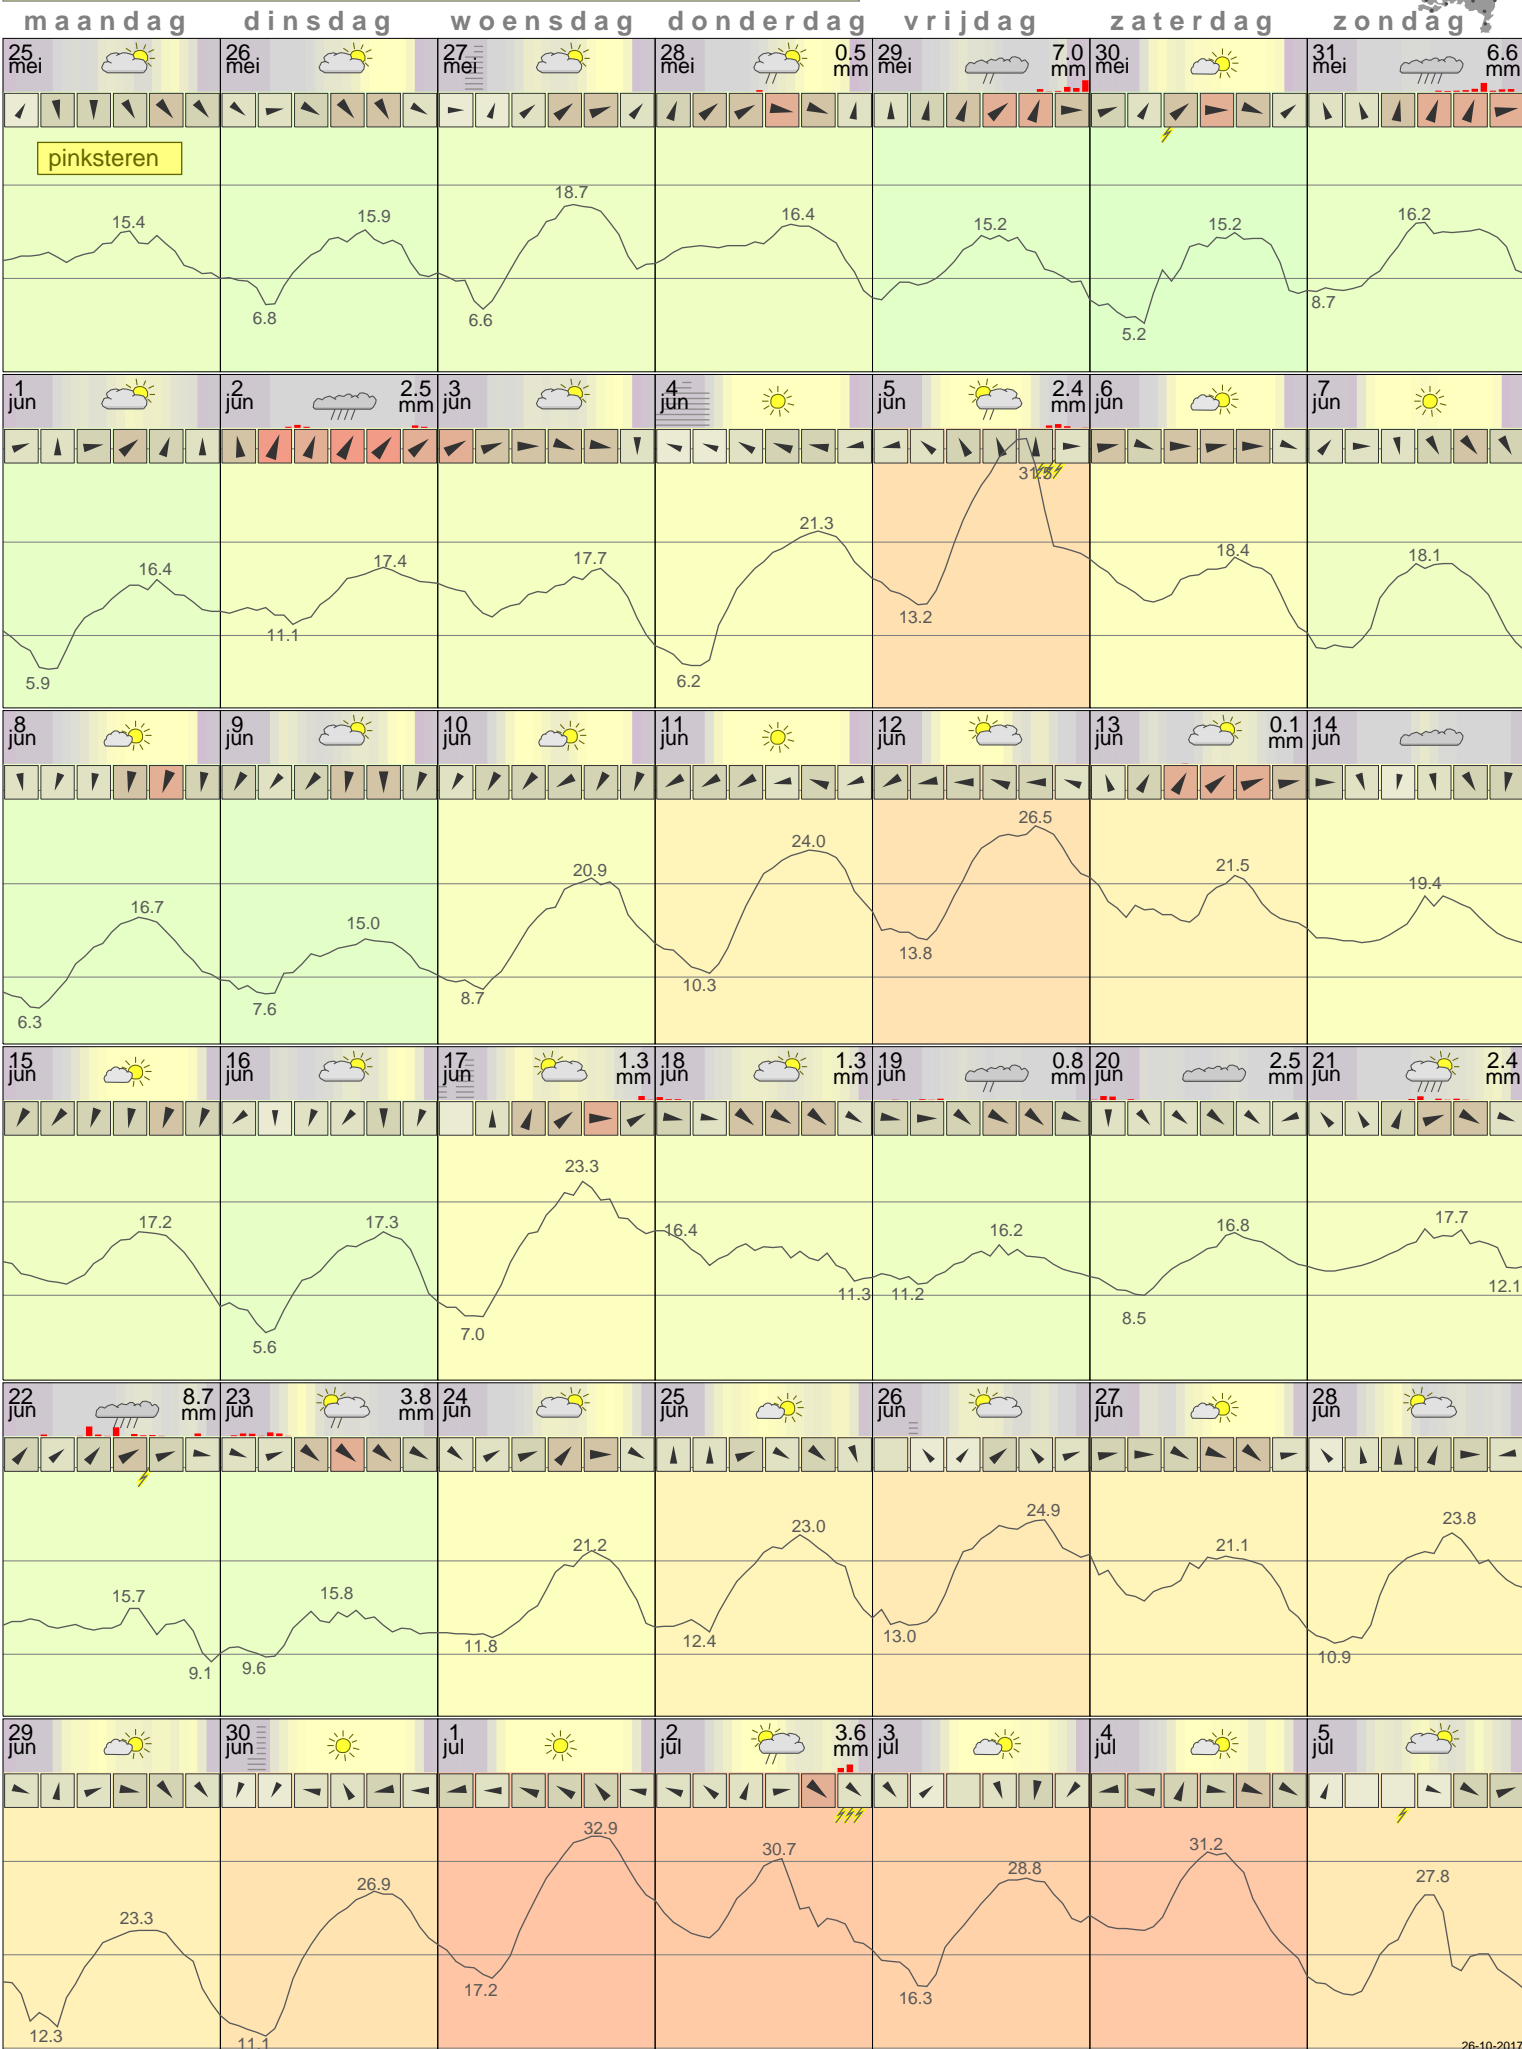 maandag dinsdag woensdag donderdag vrijdag zaterdag zondag
25 26 27 28 0.5 29 7.0 30 31 6.6
mei mei mei mei mm mei mm mei mei mm
pinksteren
15.4 15.9 18.7 16.4 15.2 15.2 16.2
6.8 6.6 5.2 8.7
1 2 2.5 3 4 5 2.4 6 7
jun jun mm jun jun jun mm jun jun
16.4 17.4 17.7 21.3 31.5 18.4 18.1
5.9 11.1 6.2 13.2
8 9 10 11 12 13 0.1 14
jun jun jun jun jun jun mm jun
16.7 15.0 20.9 24.0 26.5 21.5 19.4
6.3 7.6 8.7 10.3 13.8
15 16 17 1.3 18 1.3 19 0.8 20 2.5 21 2.4
jun jun jun mm jun mm jun mm jun mm jun mm
17.2 17.3 23.3 16.4 16.2 16.8 17.7
5.6 7.0 11.3 11.2 8.5 12.1
22 8.7 23 3.8 24 25 26 27 28
jun mm jun mm jun jun jun jun jun
15.7 15.8 21.2 23.0 24.9 21.1 23.8
9.1 9.6 11.8 12.4 13.0 10.9
29 30 1 2 3.6 3 4 5
jun jun jul jul mm jul jul jul
23.3 26.9 32.9 30.7 28.8 31.2 27.8
12.3 11.1 17.2 16.3
26-10-2017